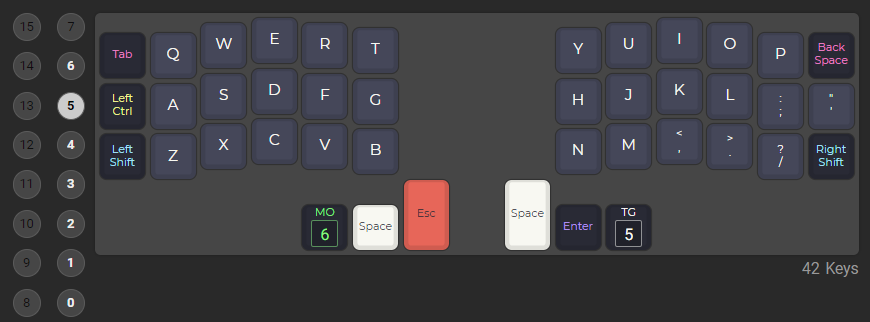 15 7
14 6
13 5
12 4
11 3
10 2
9 1
8 0
Tab Q W E R T Y U I O P Back Space
Left Ctrl A S D F G H J K L : ; " '
Left Shift Z X C V B N M < , > . ? / Right Shift
MO 6 Space Esc Space Enter TG 5
42 Keys